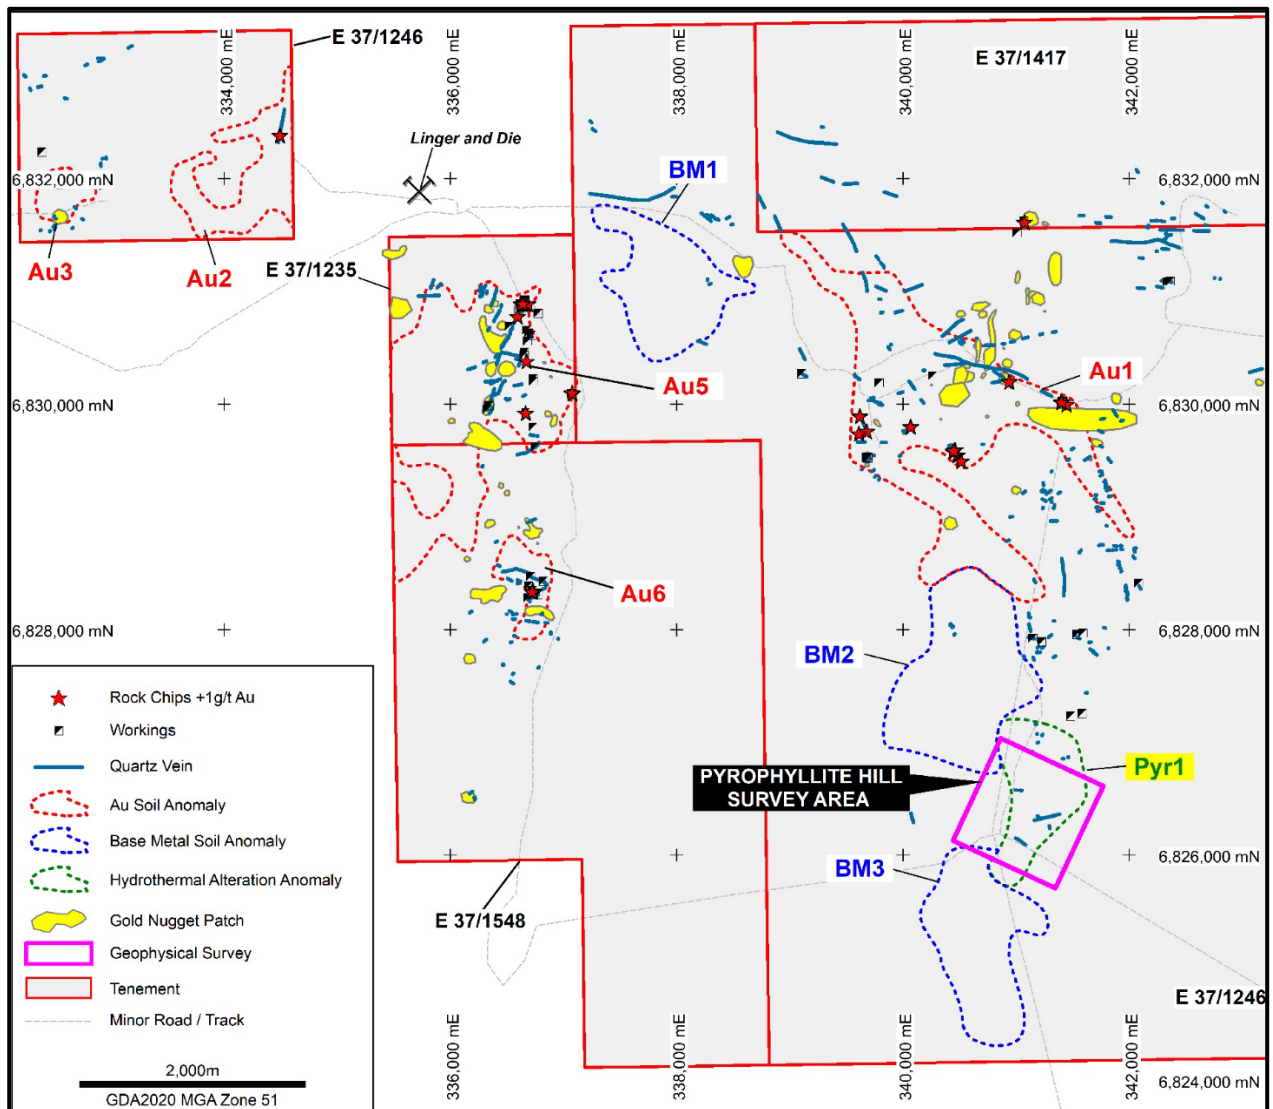 E 37/1246
334,000 mE
336,000 mE
338,000 mE
340,000 mE
342,000 mE
E 37/1417
Linger and Die
BM1
6,832,000 mN
6,832,000 mN
Au3
Au2
E 37/1235
Au5
Au1
6,830,000 mN
6,830,000 mN
Au6
6,828,000 mN
6,828,000 mN
BM2
PYROPHYLLITE HILL
SURVEY AREA
Pyr1
BM3
6,826,000 mN
E 37/1548
E 37/1246
Rock Chips +1g/t Au
Workings
Quartz Vein
Au Soil Anomaly
Base Metal Soil Anomaly
Hydrothermal Alteration Anomaly
Gold Nugget Patch
Geophysical Survey
Tenement
Minor Road / Track
2,000m
GDA2020 MGA Zone 51
336,000 mE
338,000 mE
340,000 mE
342,000 mE
6,824,000 mN